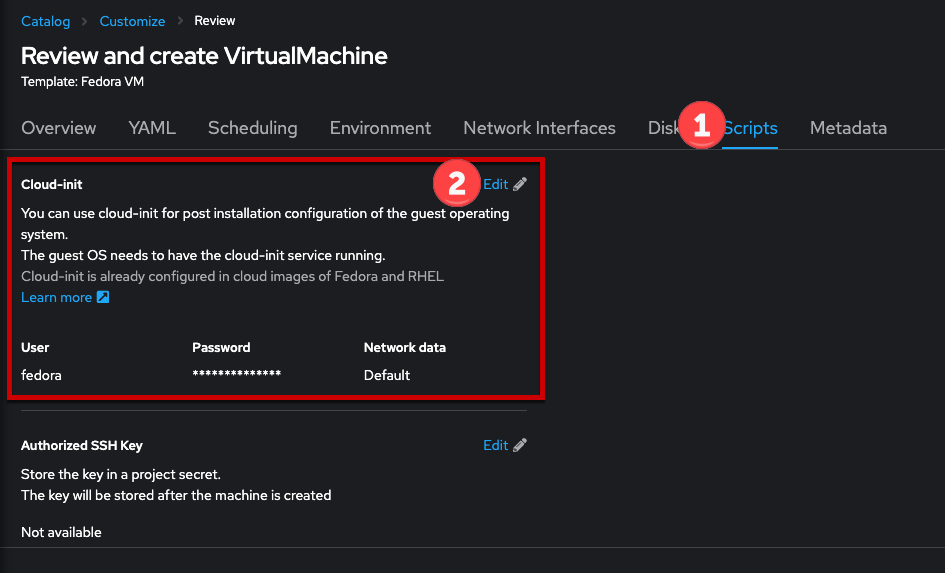 Catalog > Customize > Review
Review and create VirtualMachine
Template: Fedora VM
Overview YAML Scheduling Environment Network Interfaces Disk 1 Scripts Metadata
Cloud-init 2 Edit
You can use cloud-init for post installation configuration of the guest operating
system.
The guest OS needs to have the cloud-init service running.
Cloud-init is already configured in cloud images of Fedora and RHEL
Learn more
User Password Network data
fedora ************** Default
Authorized SSH Key Edit
Store the key in a project secret.
The key will be stored after the machine is created
Not available